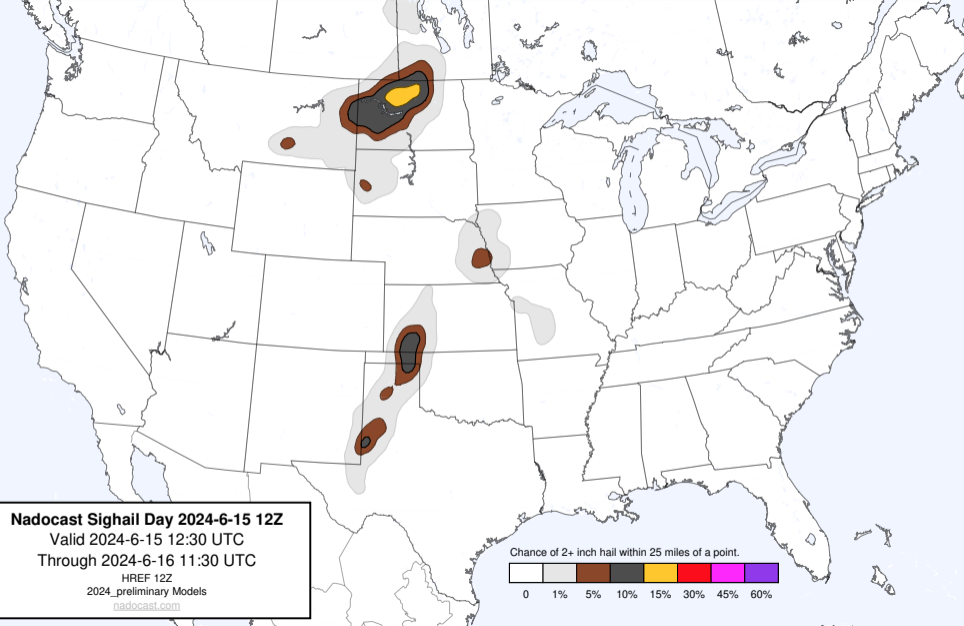 Nadocast Sighail Day 2024-6-15 12Z
Valid 2024-6-15 12:30 UTC
Through 2024-6-16 11:30 UTC
HREF 12Z
2024_preliminary Models
nadocast.com
Chance of 2+ inch hail within 25 miles of a point.
0 1% 5% 10% 15% 30% 45% 60%